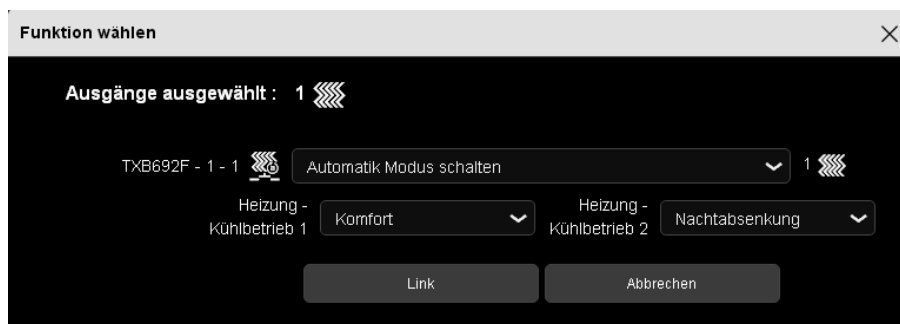 Funktion wählen
Ausgänge ausgewählt : 1
TXB692F - 1 - 1 Automatik Modus schalten 1
Heizung - Kühlbetrieb 1 Komfort Heizung - Kühlbetrieb 2 Nachtabsenkung
Link Abbrechen